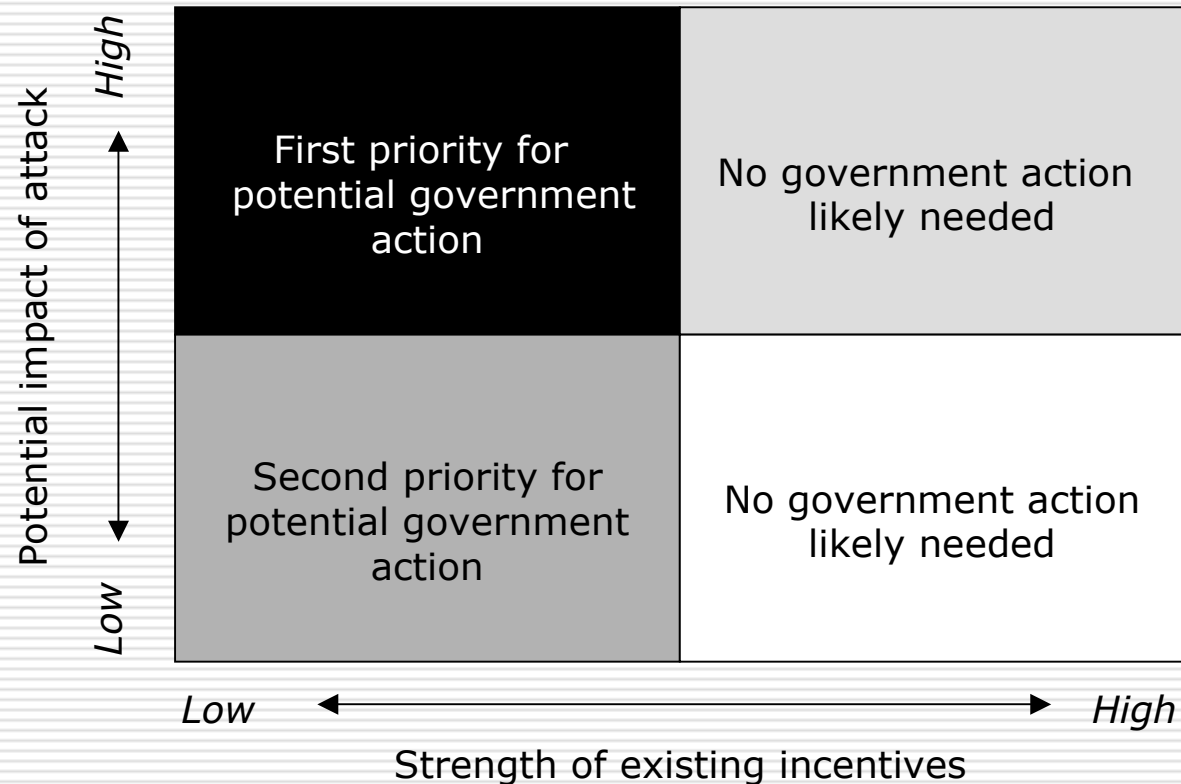 High
Potential impact of attack
Low
First priority for
potential government
action
No government action
likely needed
Second priority for
potential government
action
No government action
likely needed
Low
High
Strength of existing incentives